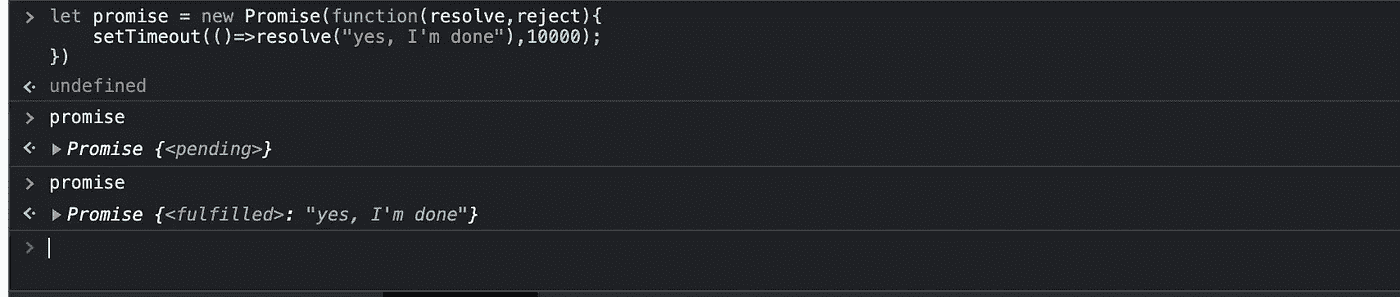 > let promise = new Promise(function(resolve,reject){
setTimeout(()=>resolve("yes, I'm done"),10000);
})
undefined
> promise
Promise {<pending>}
> promise
Promise {<fulfilled>: "yes, I'm done"}
>